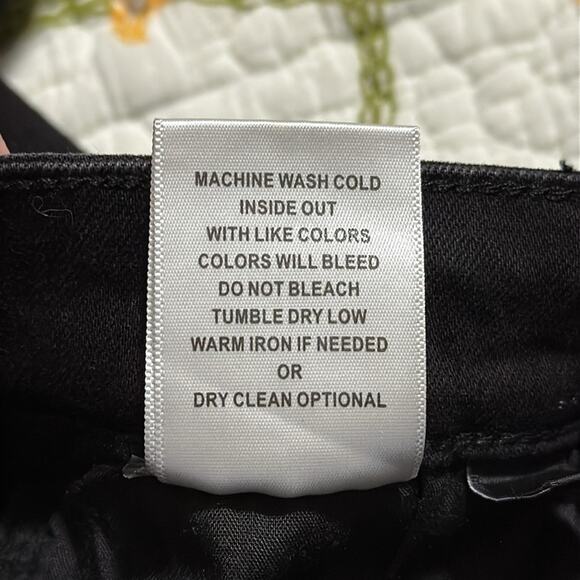 MACHINE WASH COLD
INSIDE OUT
WITH LIKE COLORS
COLORS WILL BLEED
DO NOT BLEACH
TUMBLE DRY LOW
WARM IRON IF NEEDED
OR
DRY CLEAN OPTIONAL